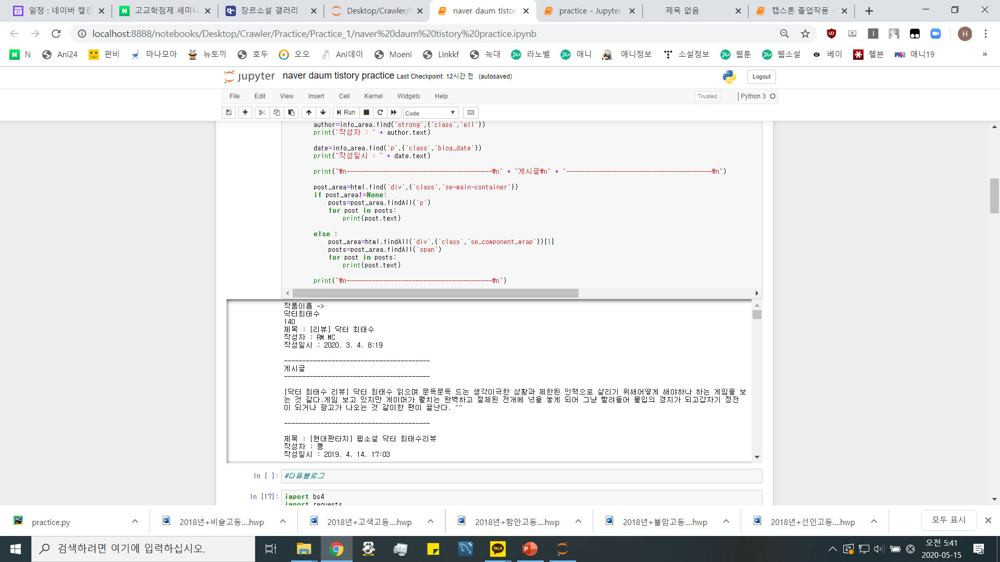 일정 : 네이버 캘린
고교학점제 세미나
장르소설 갤러리
Desktop/Crawler/P
naver daum tistor
practice - Jupyter
제목 없음
캡스톤 졸업작품 -
localhost:8888/notebooks/Desktop/Crawler/Practice/Practice_1/naver%20daum%20tistory%20practice.ipynb
H
N Ani24 펀비 마나모아 뉴토끼 호두 오오 Ani데이 Moeni Linkkf 늑대 라노벨 애니 애니정보 소설정보 웹툰 웹소설 베이 헬븐 애니19 »
jupyter naver daum tistory practice Last Checkpoint: 12시간 전 (autosaved) Logout
File Edit View Insert Cell Kernel Widgets Help Trusted Python 3
Run Code
author=info_area.find('strong',{'class','ell'})
print("작성자 : " + author.text)
date=info_area.find('p',{'class','blog_date'})
print("작성일시 : " + date.text)
print("₩n----------------------------------------₩n" + "게시글₩n" + "----------------------------------------₩n")
post_area=html.find('div',{'class','se-main-container'})
if post_area!=None:
posts=post_area.findAll('p')
for post in posts:
print(post.text)
else :
post_area=html.findAll('div',{'class','se_component_wrap'})[1]
posts=post_area.findAll('span')
for post in posts:
print(post.text)
print("₩n----------------------------------------₩n")
작품이름 ->
닥터최태수
140
제목 : [리뷰] 닥터 최태수
작성자 : RM MC
작성일시 : 2020. 3. 4. 8:19
----------------------------------------
게시글
----------------------------------------
[닥터 최태수 리뷰] 닥터 최태수 읽으며 문득문득 드는 생각이극한 상황과 제한된 인력으로 살리기 위해어떻게 해야하나 하는 게임을 보
는 것 같다.게임 보고 있지만 게이머가 펼치는 완벽하고 절제된 전개에 넋을 놓게 되어 그냥 빨려들어 몰입의 경지가 되고갑자기 정전
이 되거나 광고가 나오는 것 같이한 편이 끝난다. ^^
----------------------------------------
제목 : [현대판타지] 웹소설 닥터 최태수리뷰
작성자 : 콩
작성일시 : 2019. 4. 14. 17:03
In [ ]: #다음블로그
In [17]: import bs4
import requests
practice.py
2018년+비슬고등....hwp
2018년+고색고등....hwp
2018년+함안고등....hwp
2018년+불암고등....hwp
2018년+선인고등....hwp
모두 표시
검색하려면 여기에 입력하십시오.
TALK
오전 5:41
2020-05-15